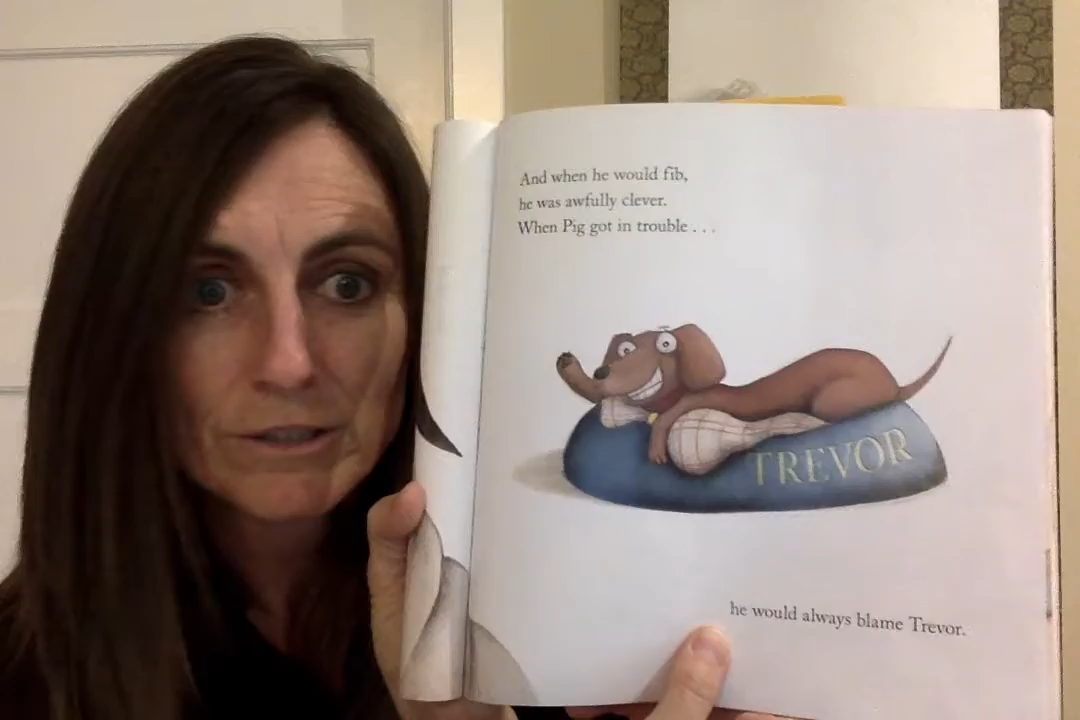 And when he would fib,
he was awfully clever.
When Pig got in trouble . . .
TREVOR
he would always blame Trevor.